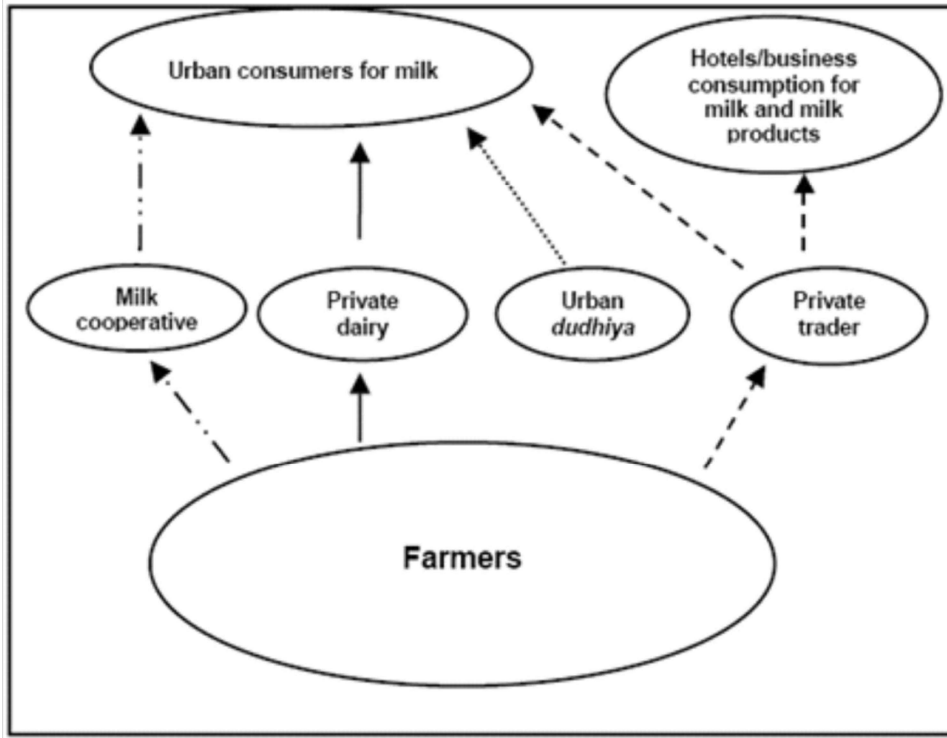 Urban consumers for milk
Hotels/business
consumption for
milk and milk
products
Milk
cooperative
Private
dairy
Urban
dudhiya
Private
trader
Farmers